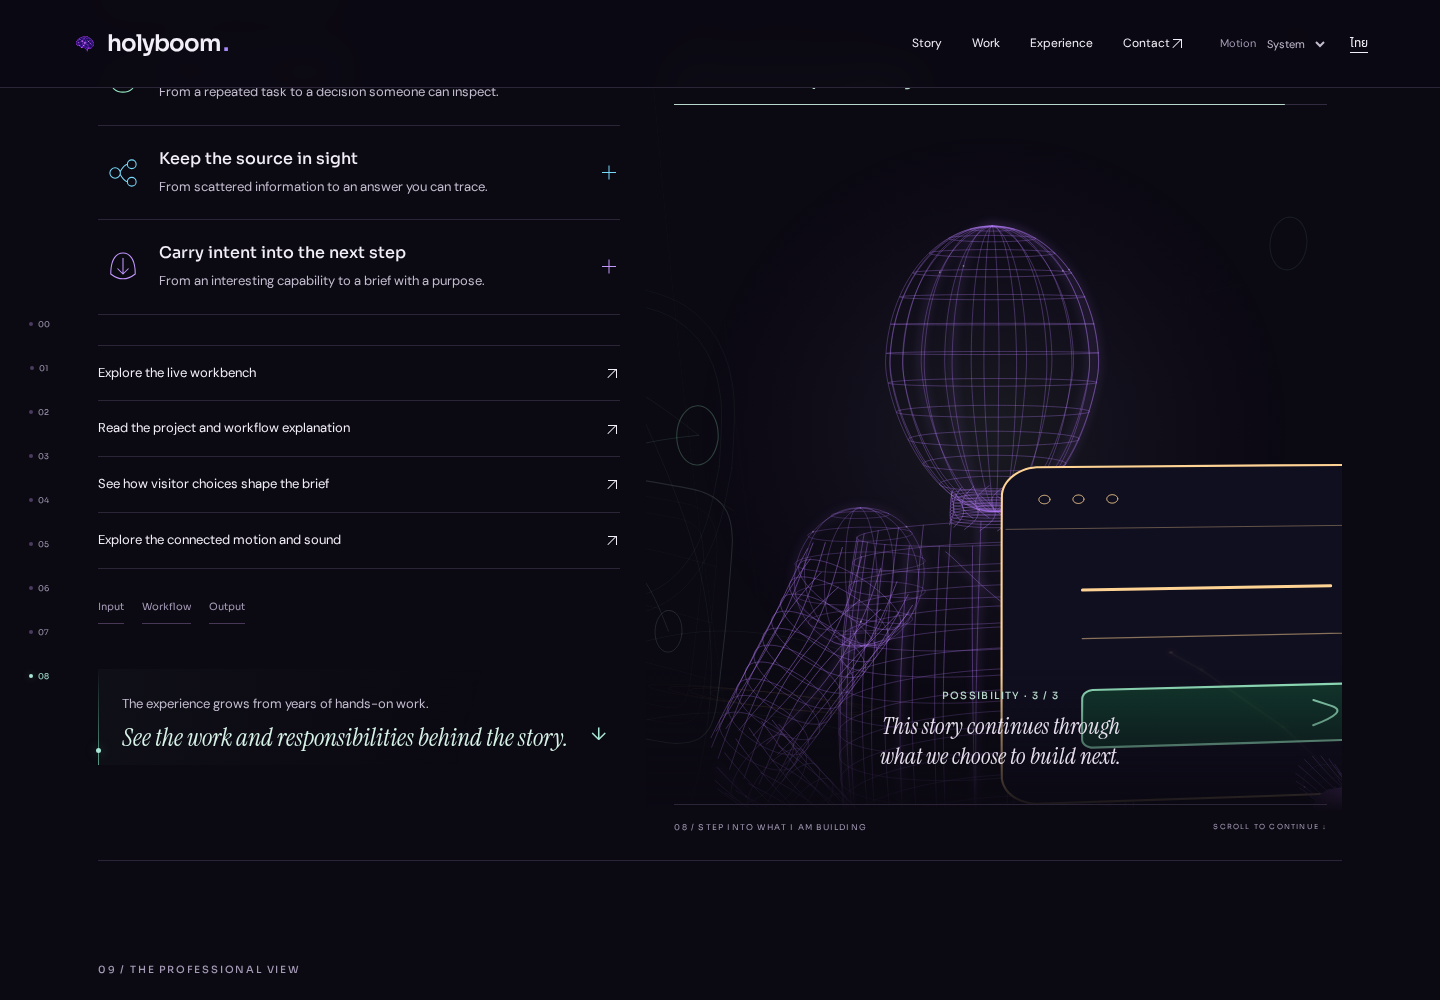 holyboom.
Story
Work
Experience
Contact
Motion
System
ไทย
From a repeated task to a decision someone can inspect.
Keep the source in sight
From scattered information to an answer you can trace.
Carry intent into the next step
From an interesting capability to a brief with a purpose.
00
01
02
03
04
05
06
07
08
Explore the live workbench
Read the project and workflow explanation
See how visitor choices shape the brief
Explore the connected motion and sound
Input
Workflow
Output
The experience grows from years of hands-on work.
See the work and responsibilities behind the story.
POSSIBILITY · 3 / 3
This story continues through
what we choose to build next.
08 / STEP INTO WHAT I AM BUILDING
SCROLL TO CONTINUE ↓
09 / THE PROFESSIONAL VIEW